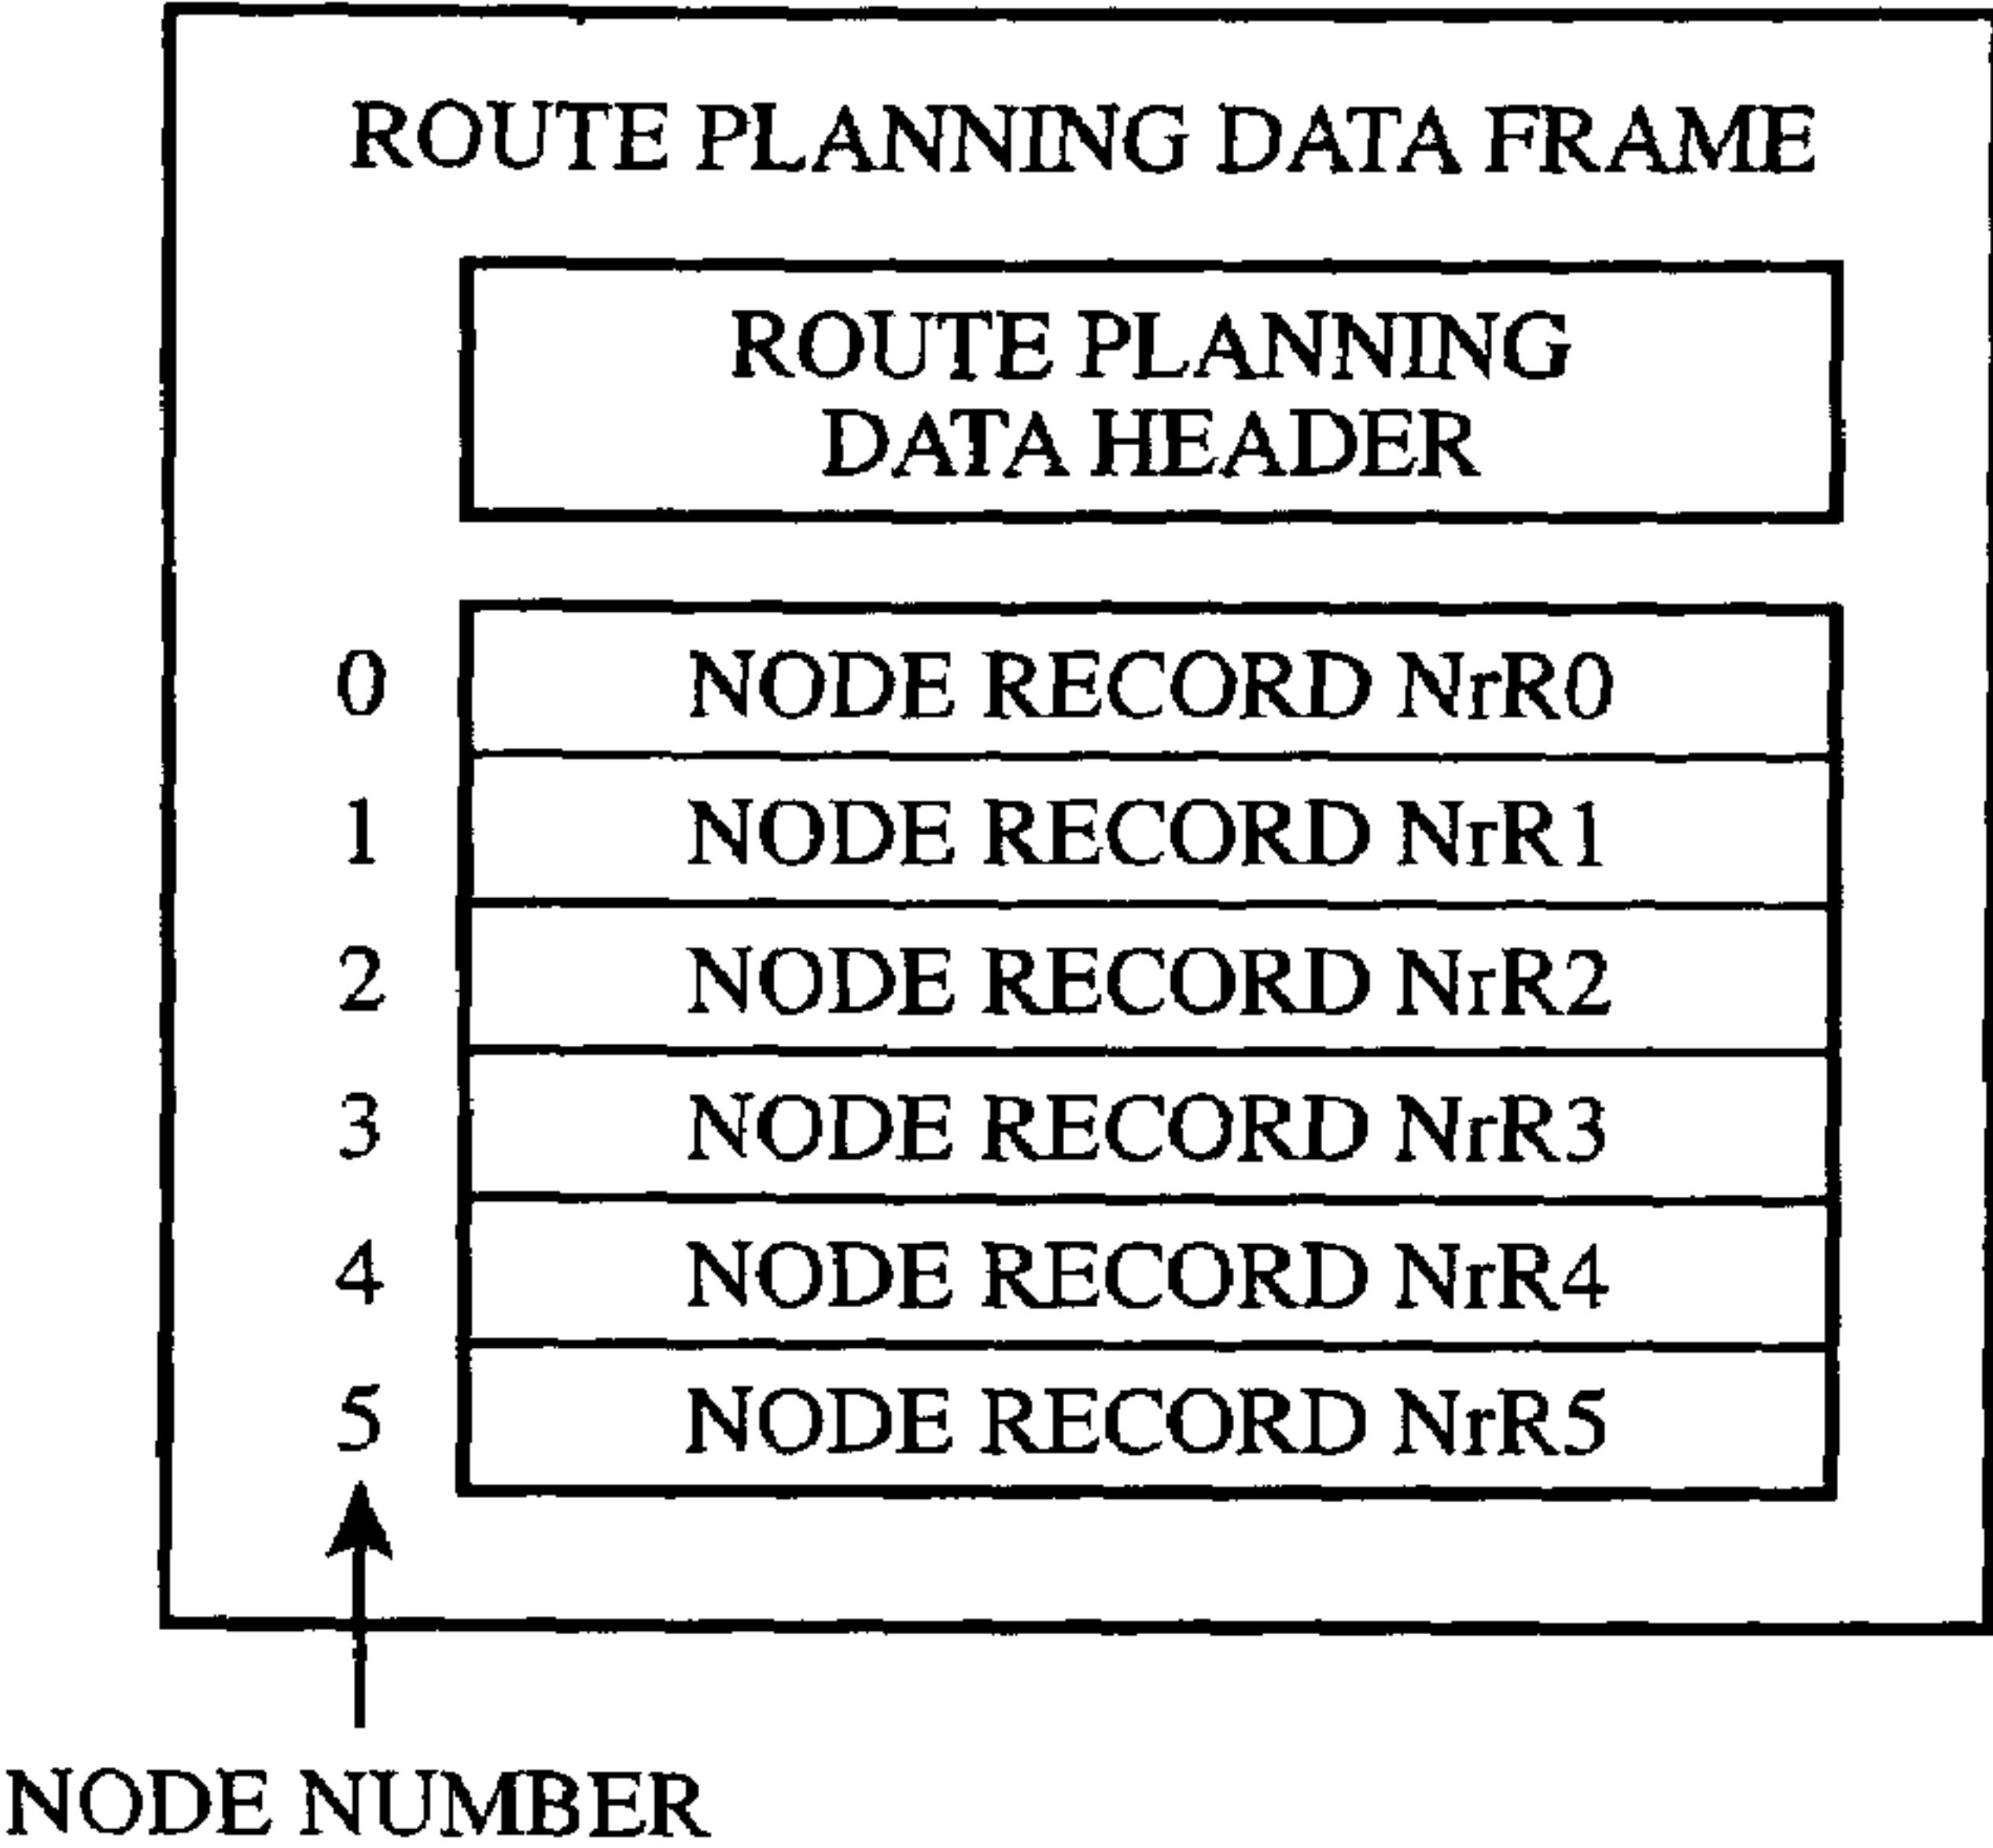 ROUTE PLANNING DATA FRAME
ROUTE PLANNING
DATA HEADER
0 NODE RECORD NrR0
1 NODE RECORD NrR1
2 NODE RECORD NrR2
3 NODE RECORD NrR3
4 NODE RECORD NrR4
5 NODE RECORD NrR5
NODE NUMBER